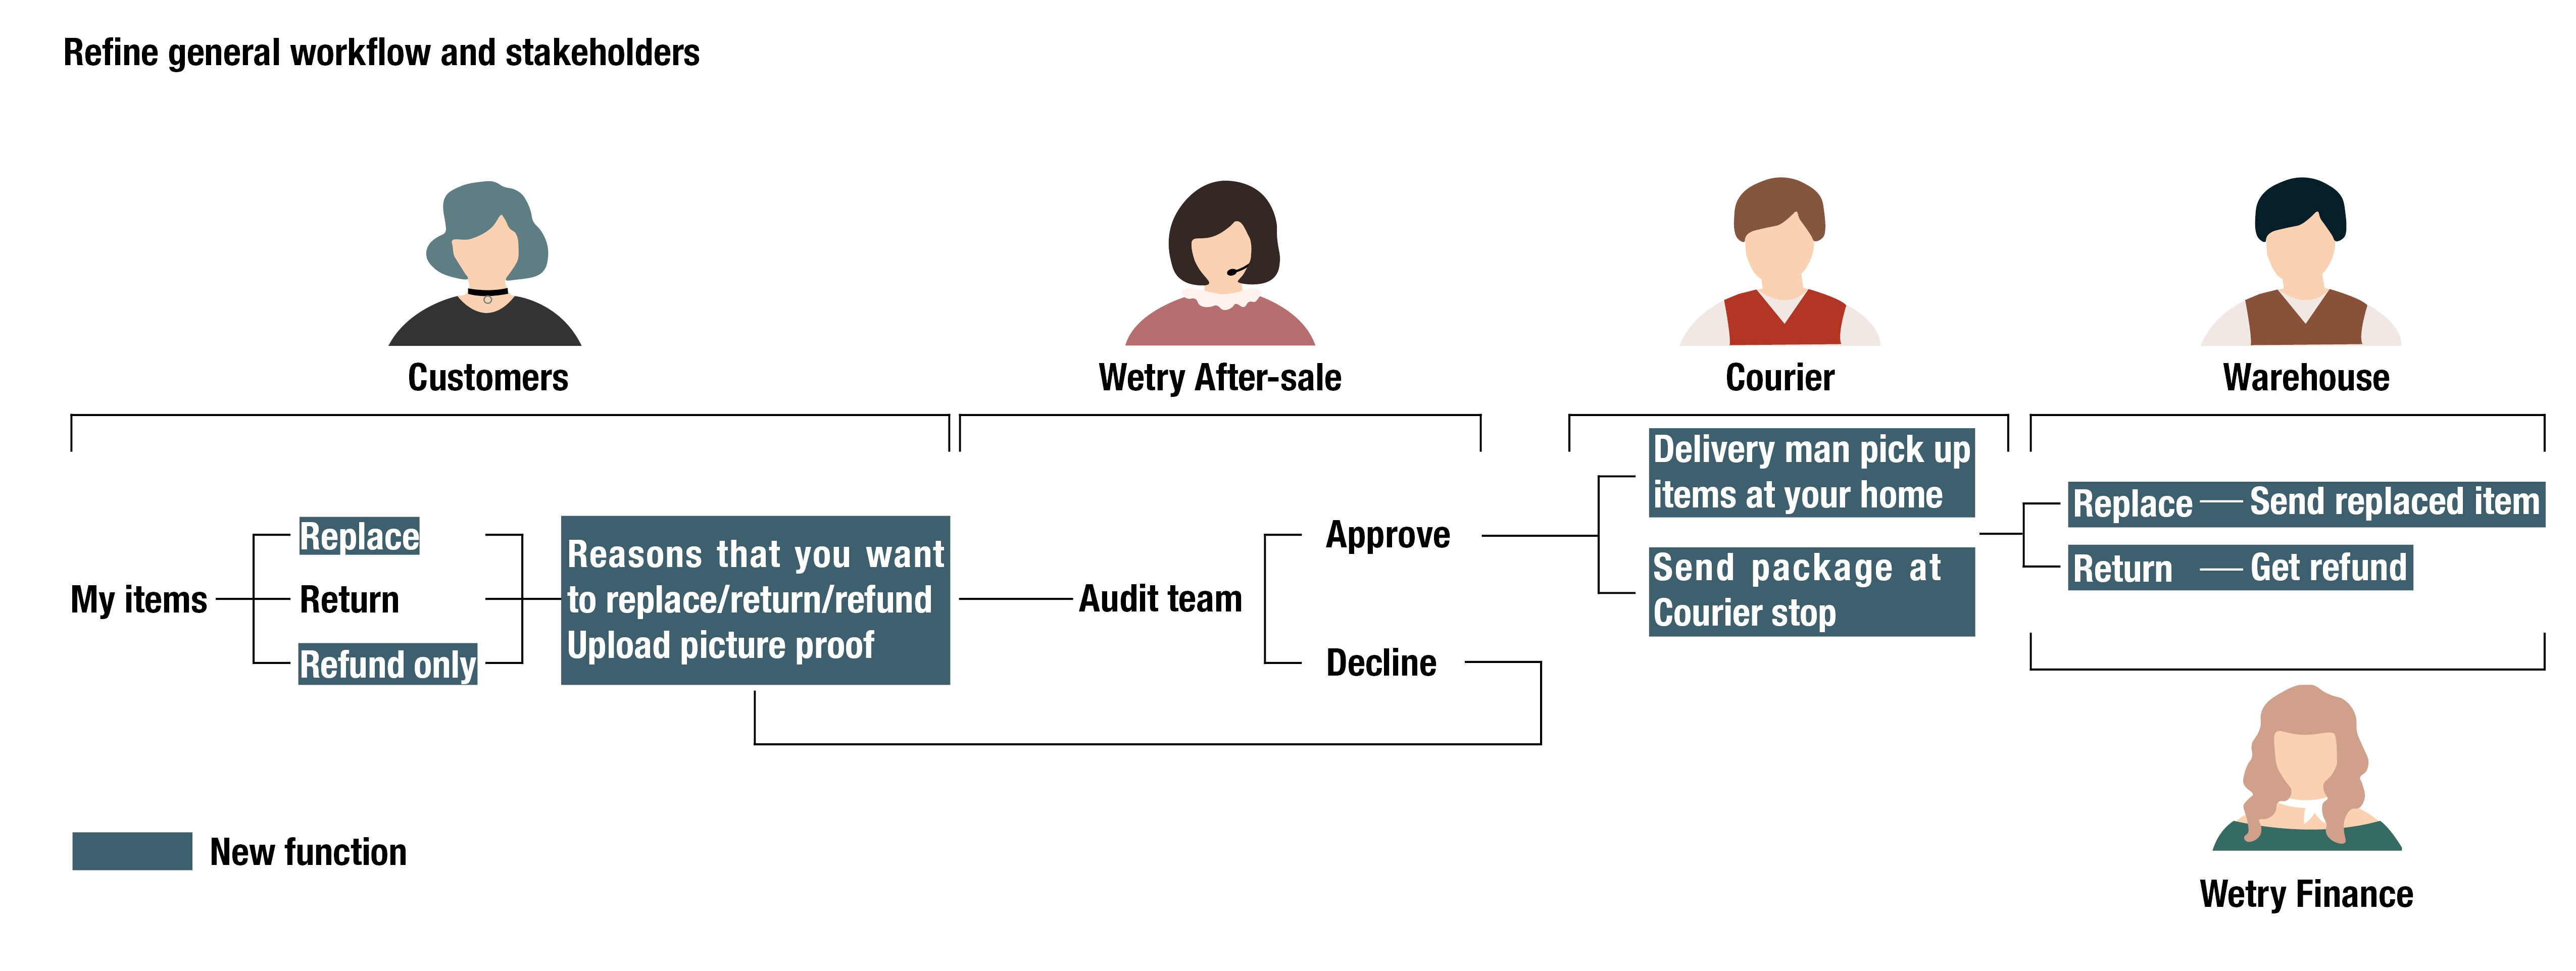 Refine general workflow and stakeholders
Customers
Wetry After-sale
Courier
Warehouse
My items
Replace
Return
Refund only
Reasons that you want
to replace/return/refund
Upload picture proof
Audit team
Approve
Decline
Delivery man pick up
items at your home
Send package at
Courier stop
Replace
Send replaced item
Return
Get refund
Wetry Finance
New function